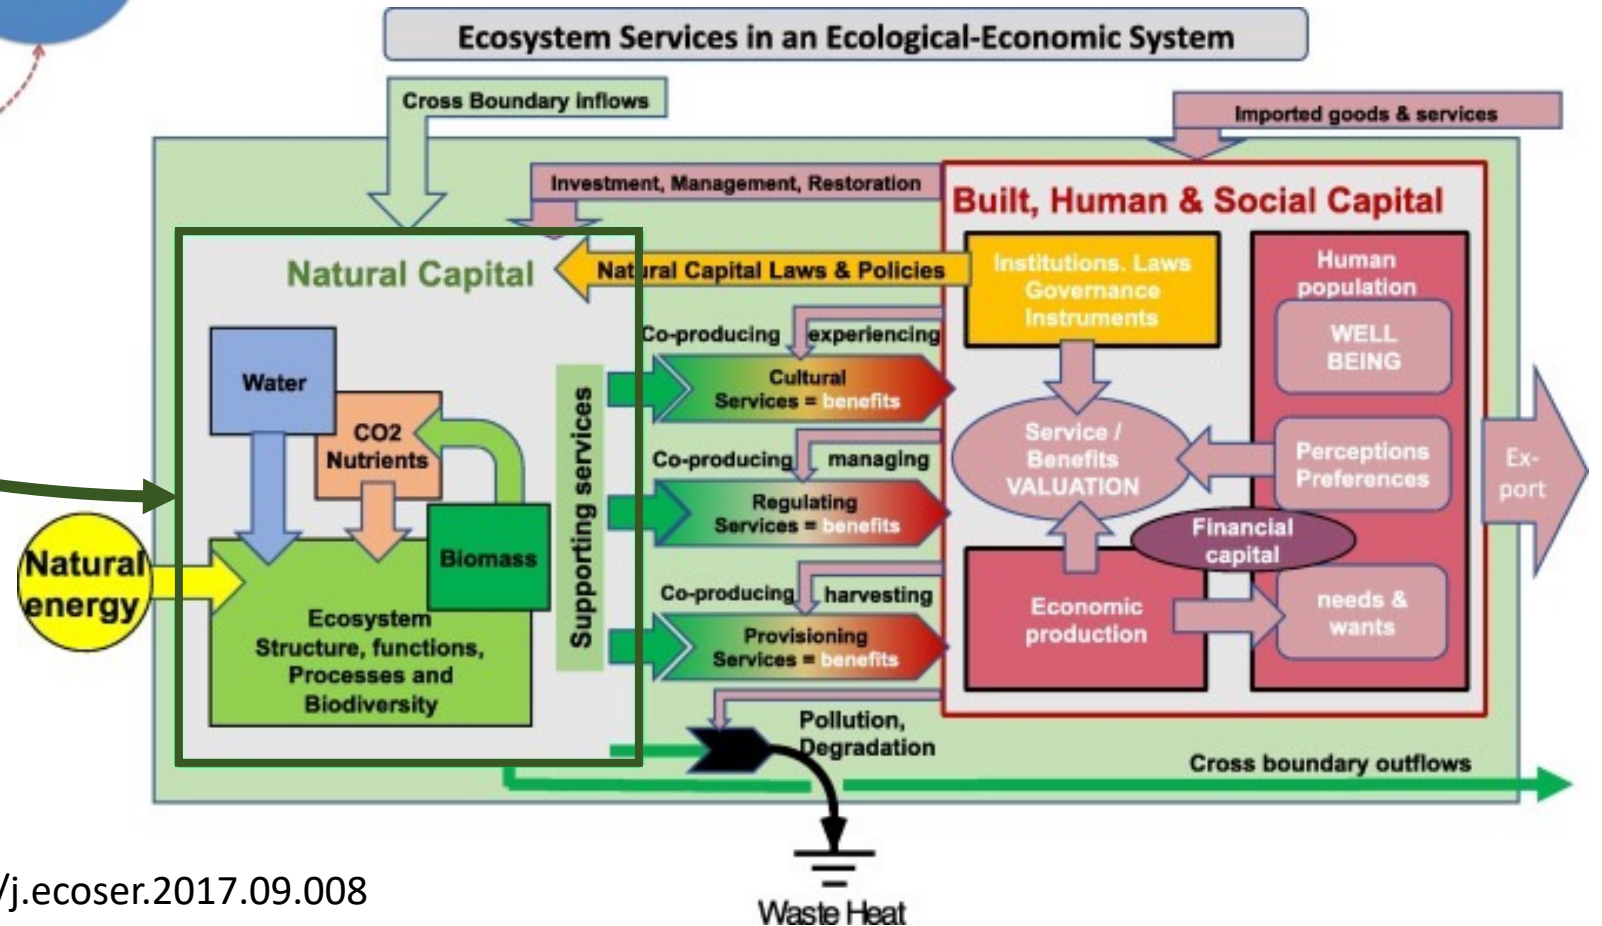 Ecosystem Services in an Ecological-Economic System
Cross Boundary inflows
Imported goods & services
Investment, Management, Restoration
Built, Human & Social Capital
Natural Capital
Natural Capital Laws & Policies
Institutions. Laws
Governance
Instruments
Human
population
WELL
BEING
Water
CO2
Nutrients
Biomass
Natural
energy
Ecosystem
Structure, functions,
Processes and
Biodiversity
Supporting services
Co-producing experiencing
Cultural
Services = benefits
Co-producing managing
Regulating
Services = benefits
Co-producing harvesting
Provisioning
Services = benefits
Service /
Benefits
VALUATION
Perceptions
Preferences
Financial
capital
Economic
production
needs &
wants
Ex-
port
Pollution,
Degradation
Cross boundary outflows
/j.ecoser.2017.09.008
Waste Heat